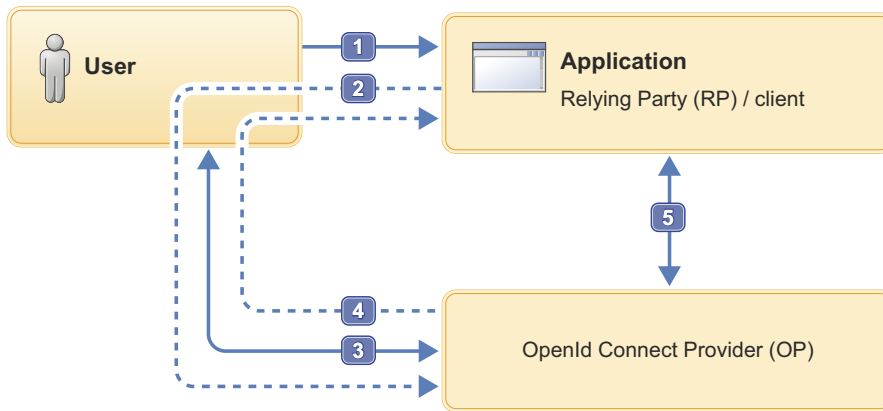 User
1
2
Application
Relying Party (RP) / client
5
4
3
OpenId Connect Provider (OP)